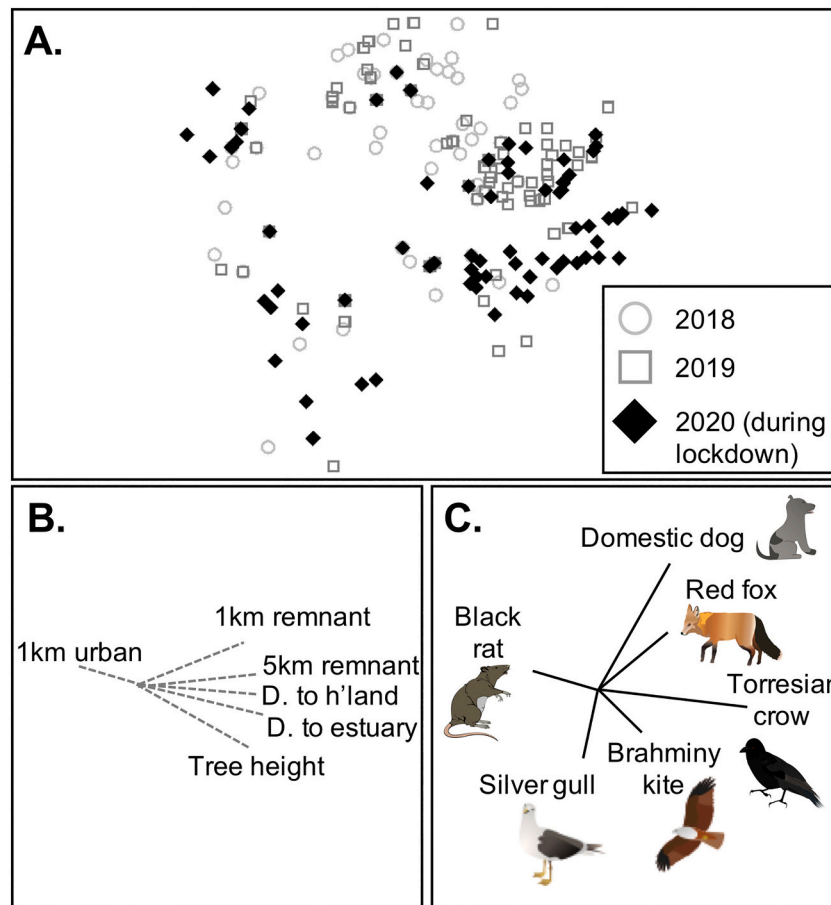 A.
2018
2019
2020 (during
lockdown)
B.
1km remnant
1km urban
5km remnant
D. to h'land
D. to estuary
Tree height
C.
Domestic dog
Red fox
Black
rat
Torresian
crow
Brahminy
kite
Silver gull